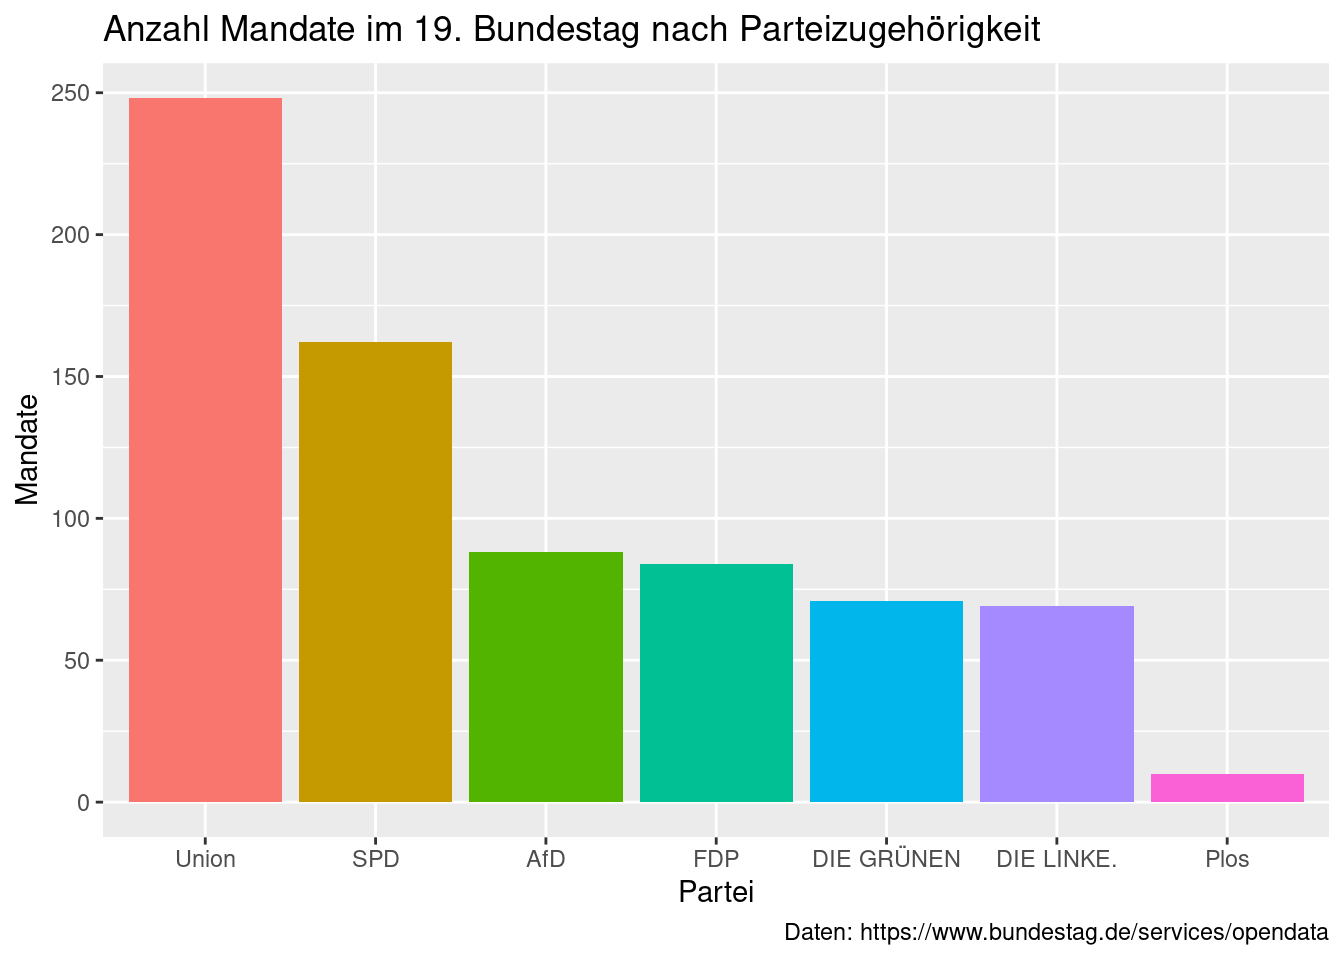 Anzahl Mandate im 19. Bundestag nach Parteizugehörigkeit
250
200
150
100
50
0
Mandate
Union SPD AfD FDP DIE GRÜNEN DIE LINKE. Plos
Partei
Daten: https://www.bundestag.de/services/opendata